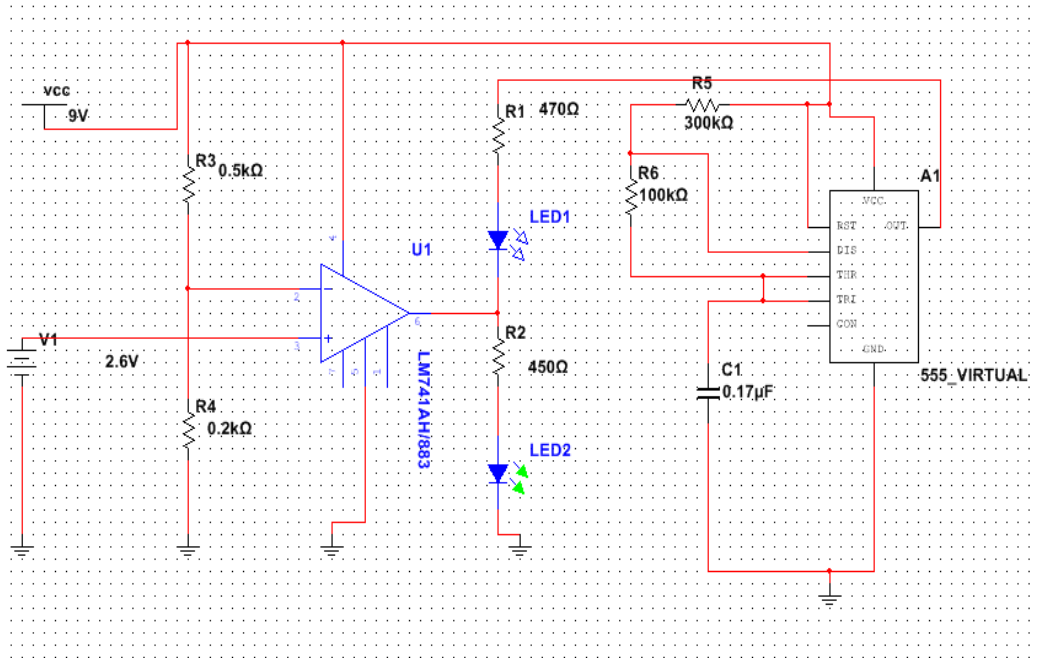 vcc
9V
R3
0.5kΩ
V1
2.6V
R4
0.2kΩ
4
2
3
6
7
5
1
U1
LM741AH/883
R1
470Ω
LED1
R2
450Ω
LED2
R5
300kΩ
R6
100kΩ
C1
0.17µF
A1
VCC
RST
OUT
DIS
THR
TRI
CON
GND
555_VIRTUAL